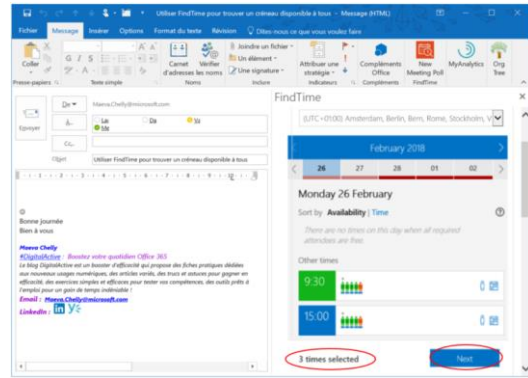 Utiliser FindTime pour trouver un créneau disponible à tous - Message (HTML)
Fichier Message Insérer Options Format du texte Révision Dites-nous ce que vous voulez faire
Coller
G I S
Carnet d'adresses
Vérifier les noms
Joindre un fichier
Un élément
Une signature
Attribuer une stratégie
Compléments Office
New Meeting Poll
MyAnalytics
Org Tree
Presse-papiers Texte simple Noms Inclure Indicateurs Compléments FindTime
FindTime
Envoyer
De Maeva.Chelly@microsoft.com
À...
Cc...
Objet Utiliser FindTime pour trouver un créneau disponible à tous
Bonne journée
Bien à vous
Maeva Chelly
#DigitalActive : Boostez votre quotidien Office 365
Le blog DigitalActive est un booster d'efficacité qui propose des fiches pratiques dédiées
aux nouveaux usages numériques, des articles variés, des trucs et astuces pour gagner en
efficacité, des exercices simples et efficaces pour tester vos compétences, des outils prêts à
l'emploi pour un gain de temps indéniable !
Email : Maeva.Chelly@microsoft.com
LinkedIn :
(UTC+01:00) Amsterdam, Berlin, Bern, Rome, Stockholm, V
February 2018
26 27 28 01 02
Monday 26 February
Sort by Availability | Time
There are no times on this day when all required
attendees are free.
Other times
9:30
15:00
3 times selected
Next